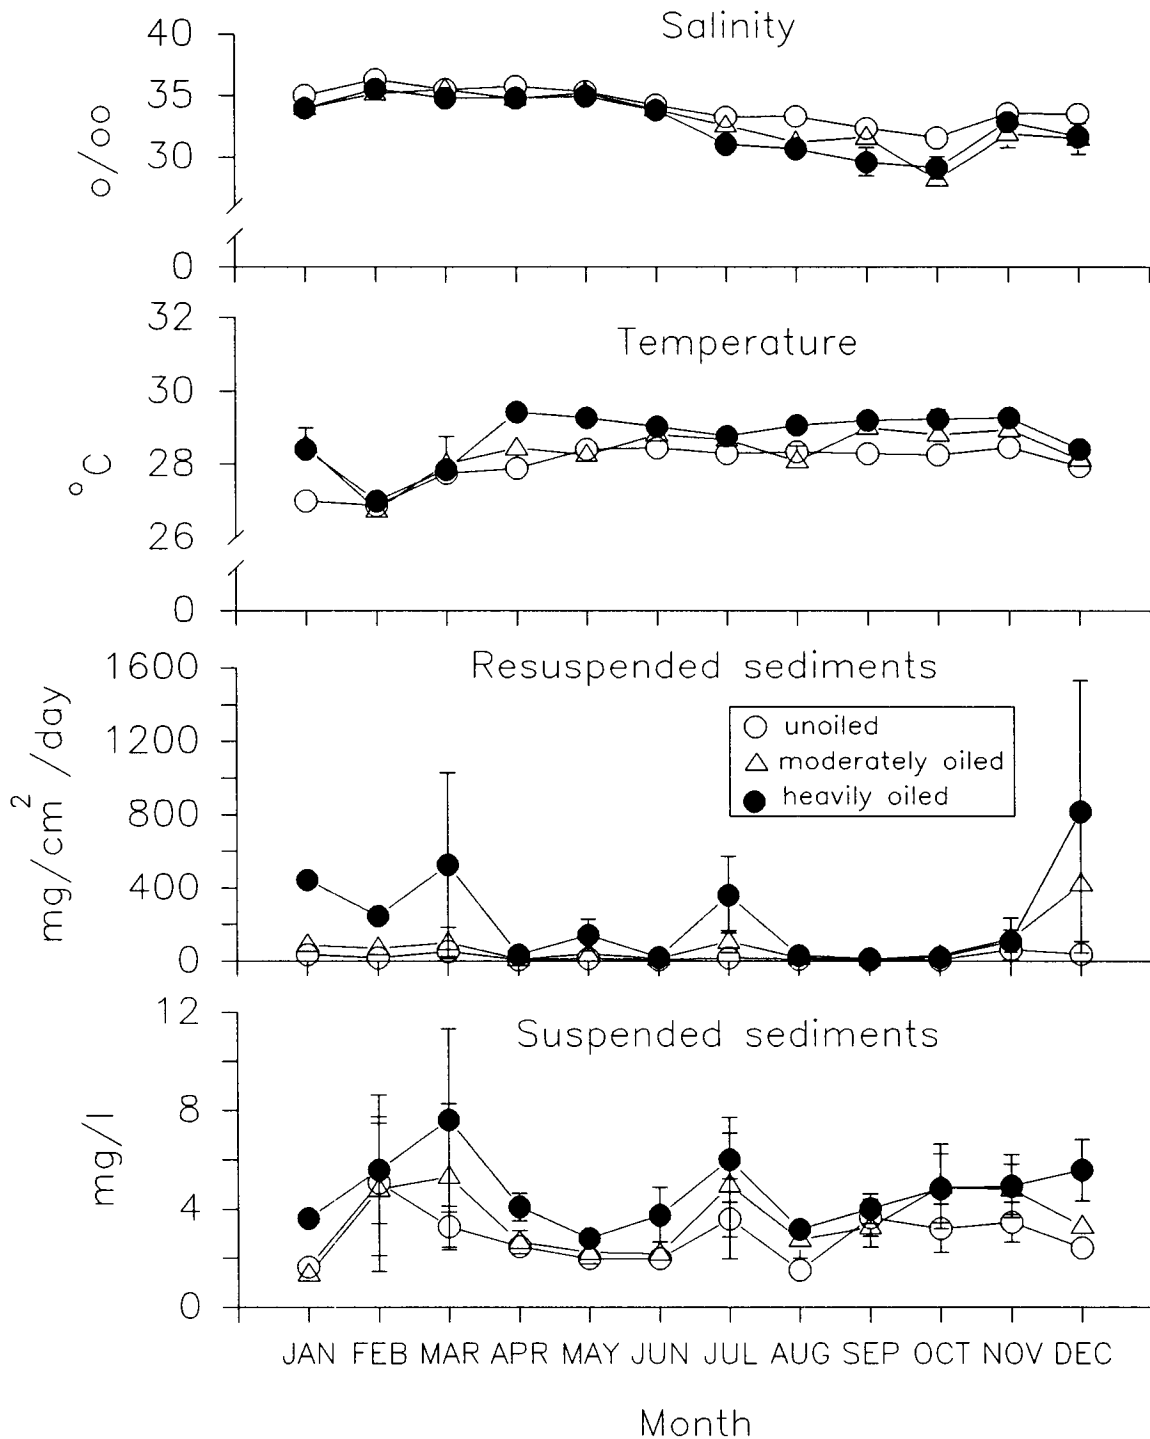 Salinity
40
35
30
0
o/oo
Temperature
32
30
28
26
0
°C
Resuspended sediments
1600
1200
800
400
0
mg/cm² /day
unoiled
moderately oiled
heavily oiled
Suspended sediments
12
8
4
0
mg/l
JAN FEB MAR APR MAY JUN JUL AUG SEP OCT NOV DEC
Month